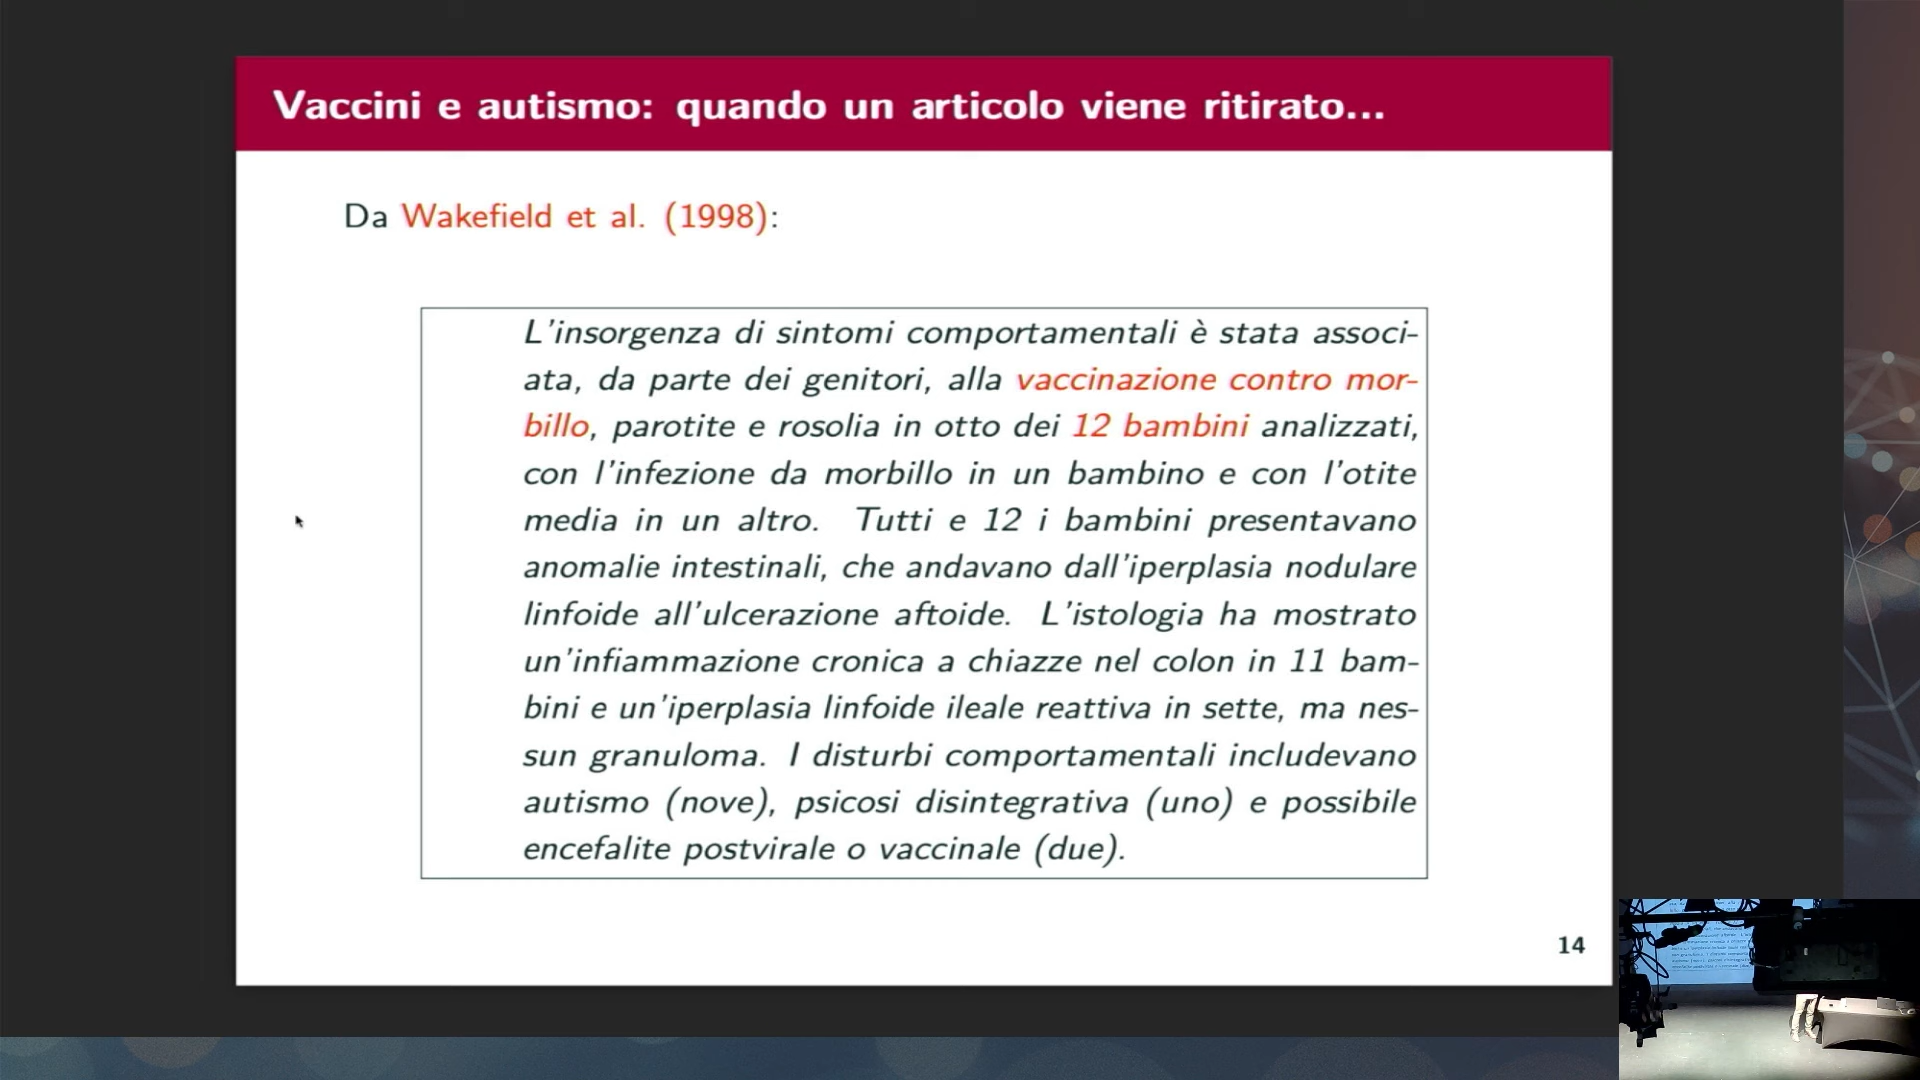 Vaccini e autismo: quando un articolo viene ritirato...
Da Wakefield et al. (1998):
L'insorgenza di sintomi comportamentali è stata associ-
ata, da parte dei genitori, alla vaccinazione contro mor-
billo, parotite e rosolia in otto dei 12 bambini analizzati,
con l'infezione da morbillo in un bambino e con l'otite
media in un altro. Tutti e 12 i bambini presentavano
anomalie intestinali, che andavano dall'iperplasia nodulare
linfoide all'ulcerazione aftoide. L'istologia ha mostrato
un'infiammazione cronica a chiazze nel colon in 11 bam-
bini e un'iperplasia linfoide ileale reattiva in sette, ma nes-
sun granuloma. I disturbi comportamentali includevano
autismo (nove), psicosi disintegrativa (uno) e possibile
encefalite postvirale o vaccinale (due).
14